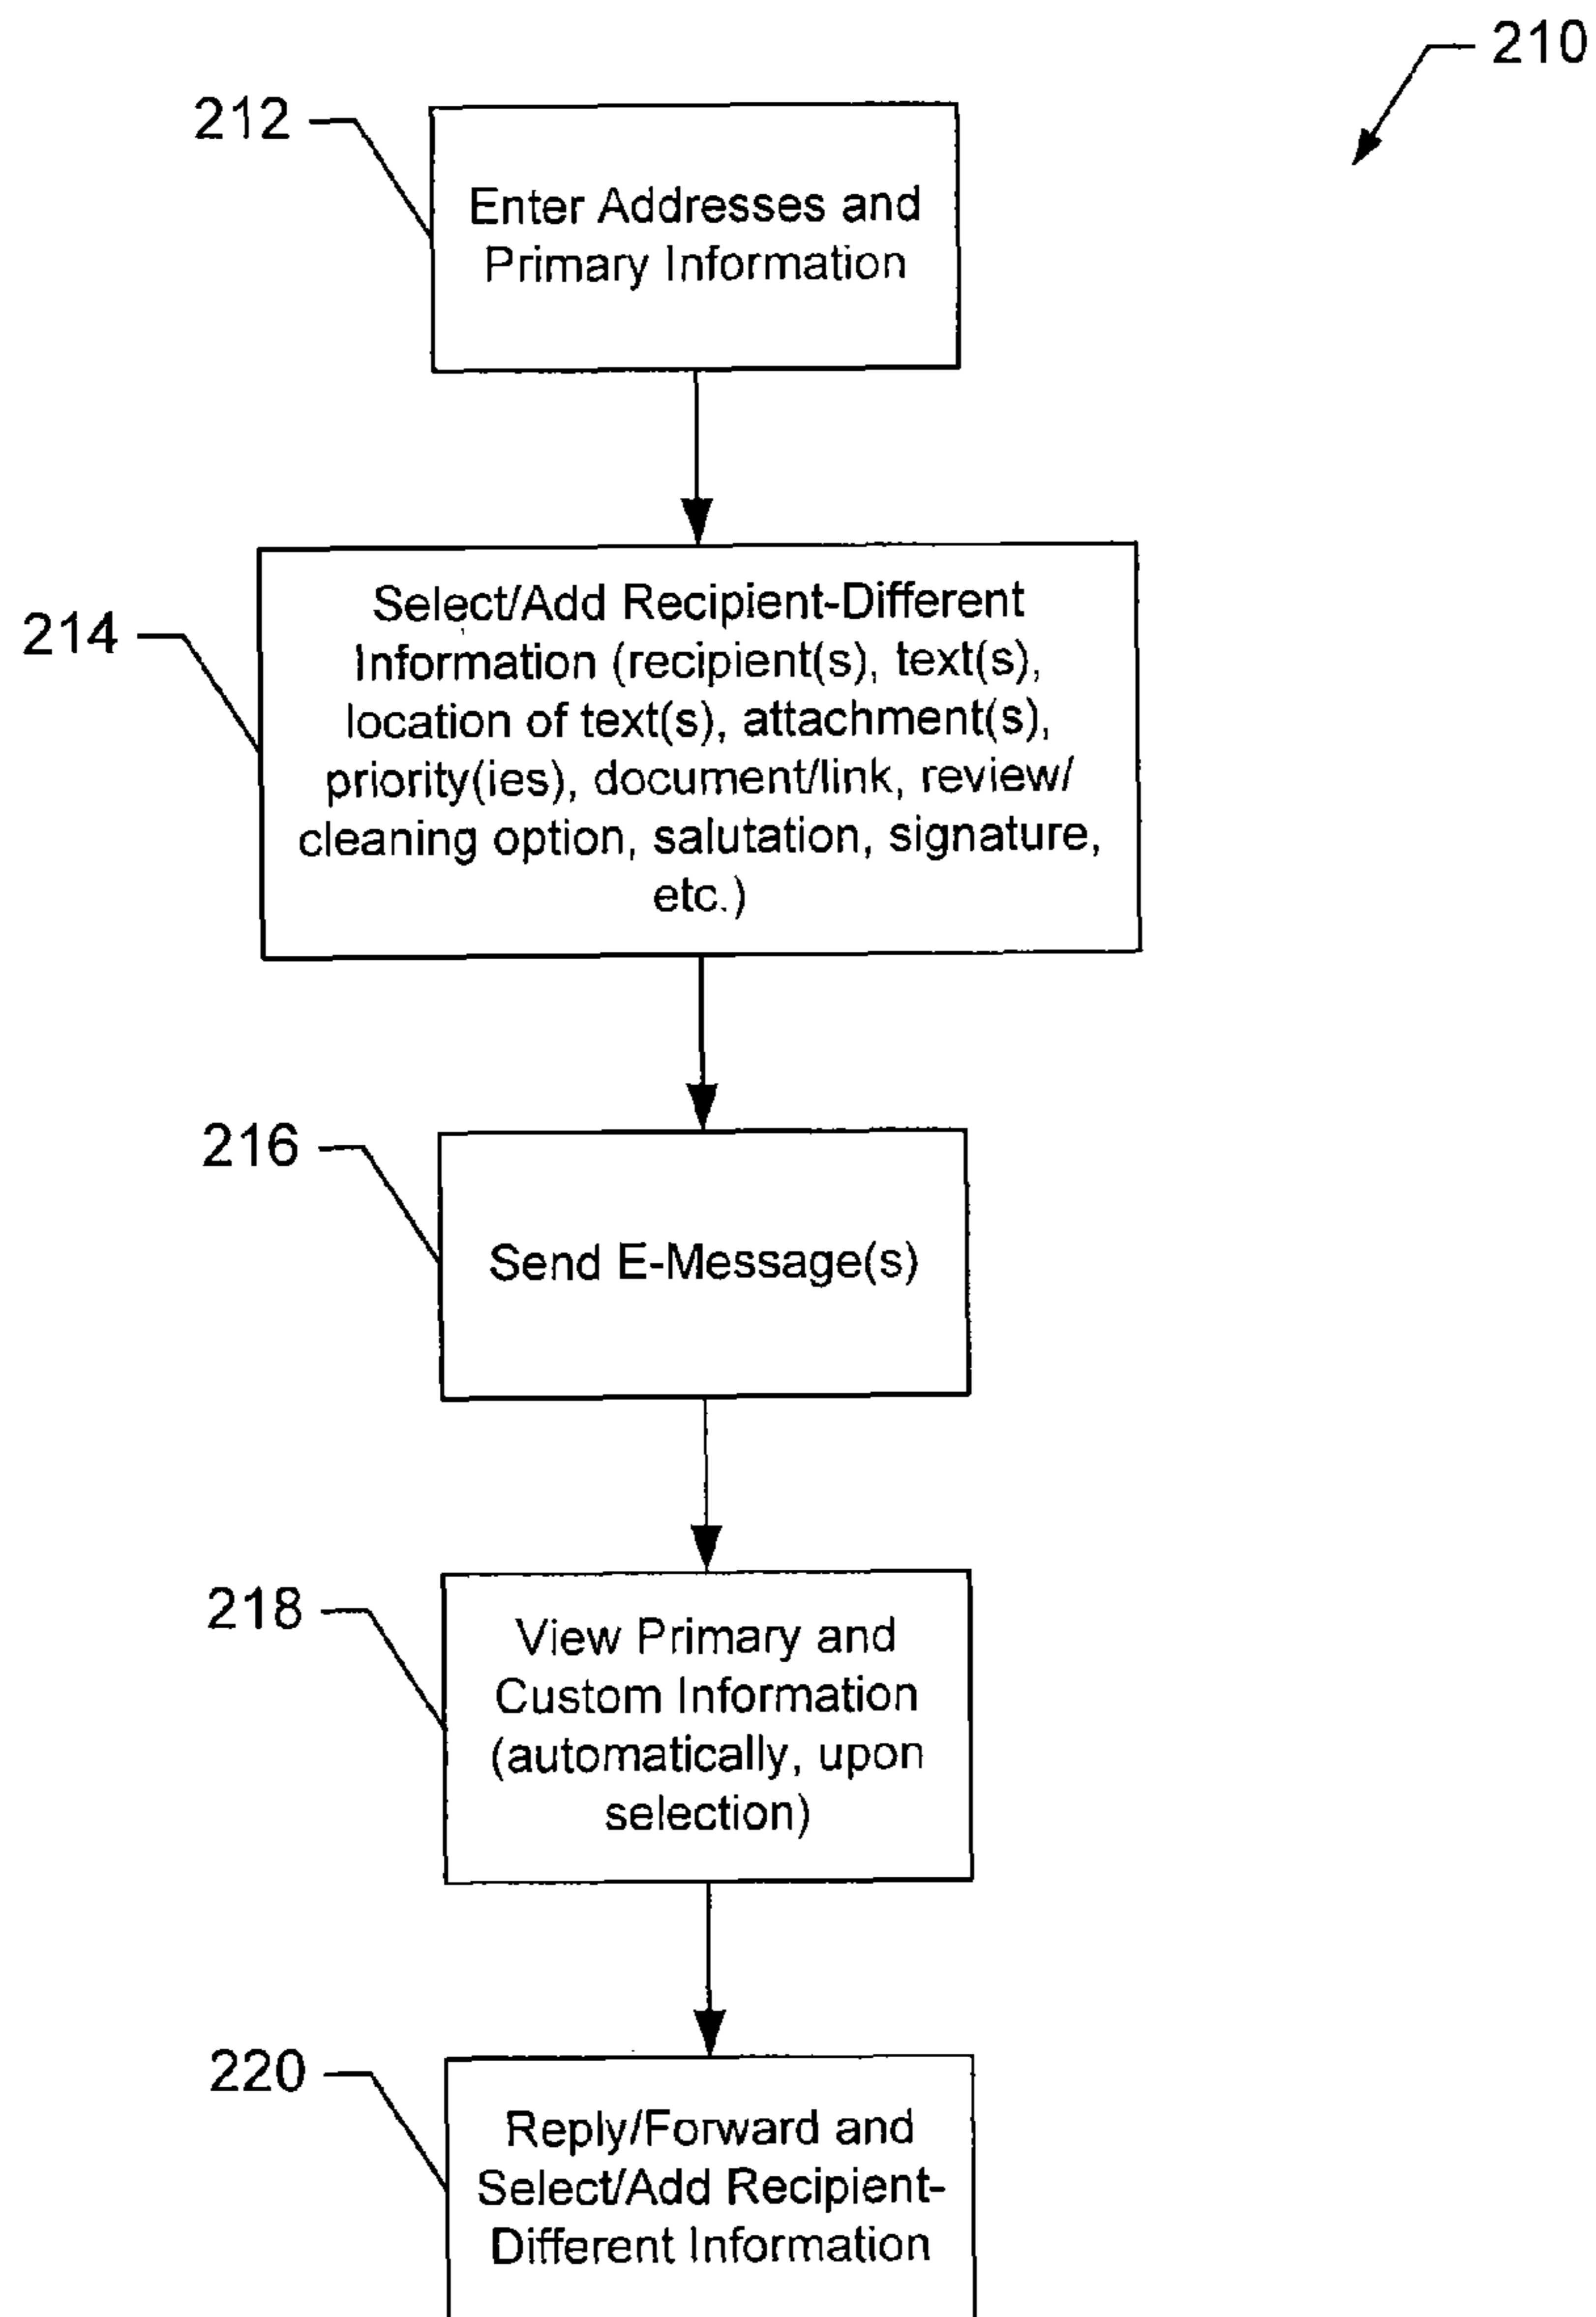 210
212
Enter Addresses and
Primary Information
214
Select/Add Recipient-Different
Information (recipient(s), text(s),
location of text(s), attachment(s),
priority(ies), document/link, review/
cleaning option, salutation, signature,
etc.)
216
Send E-Message(s)
218
View Primary and
Custom Information
(automatically, upon
selection)
220
Reply/Forward and
Select/Add Recipient-
Different Information